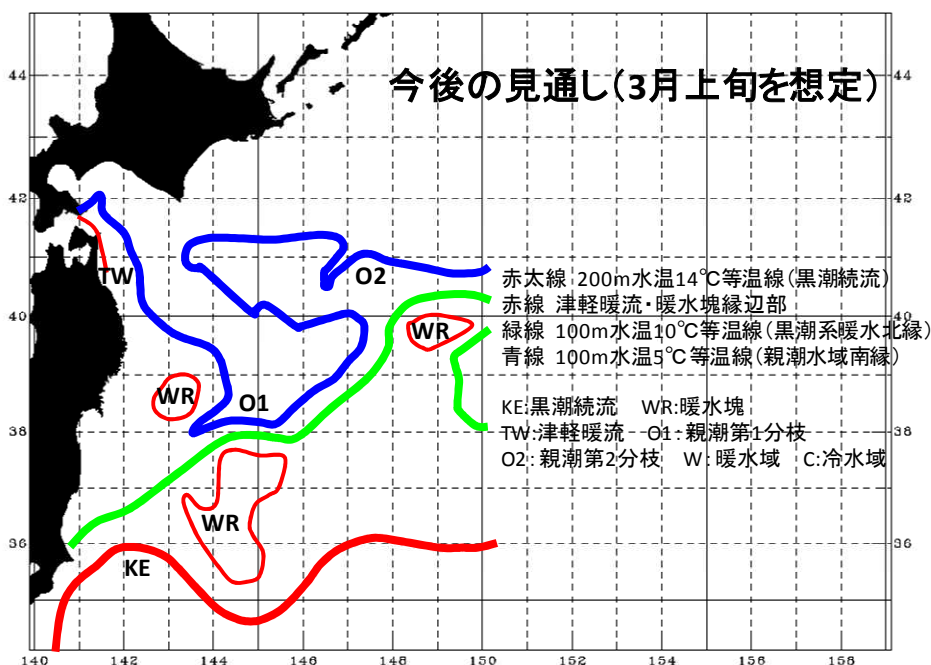 今後の見通し(3月上旬を想定)
44
44
42
42
TW
O2
赤太線 200m水温14℃等温線(黒潮続流)
赤線 津軽暖流・暖水塊縁辺部
40
WR
40
緑線 100m水温10℃等温線(黒潮系暖水北縁)
青線 100m水温5℃等温線(親潮水域南縁)
WR
O1
KE:黒潮続流 WR:暖水塊
38
TW:津軽暖流 O1:親潮第1分枝
38
O2:親潮第2分枝 W:暖水域 C:冷水域
WR
36
36
KE
140 142 144 146 148 150 152 154 156 158